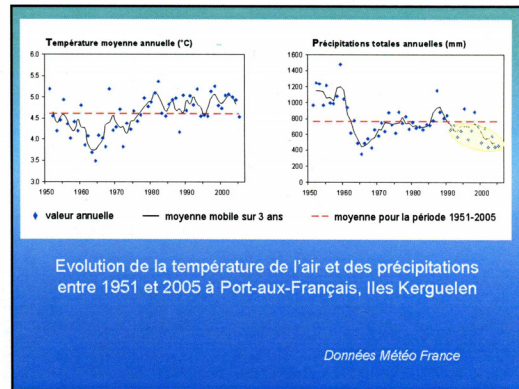 Température moyenne annuelle (°C)
6.0
5.5
5.0
4.5
4.0
3.5
3.0
1950 1960 1970 1980 1990 2000
Précipitations totales annuelles (mm)
1600
1400
1200
1000
800
600
400
200
0
1950 1960 1970 1980 1990 2000
valeur annuelle moyenne mobile sur 3 ans moyenne pour la période 1951-2005
Evolution de la température de l'air et des précipitations
entre 1951 et 2005 à Port-aux-Français, Iles Kerguelen
Données Météo France